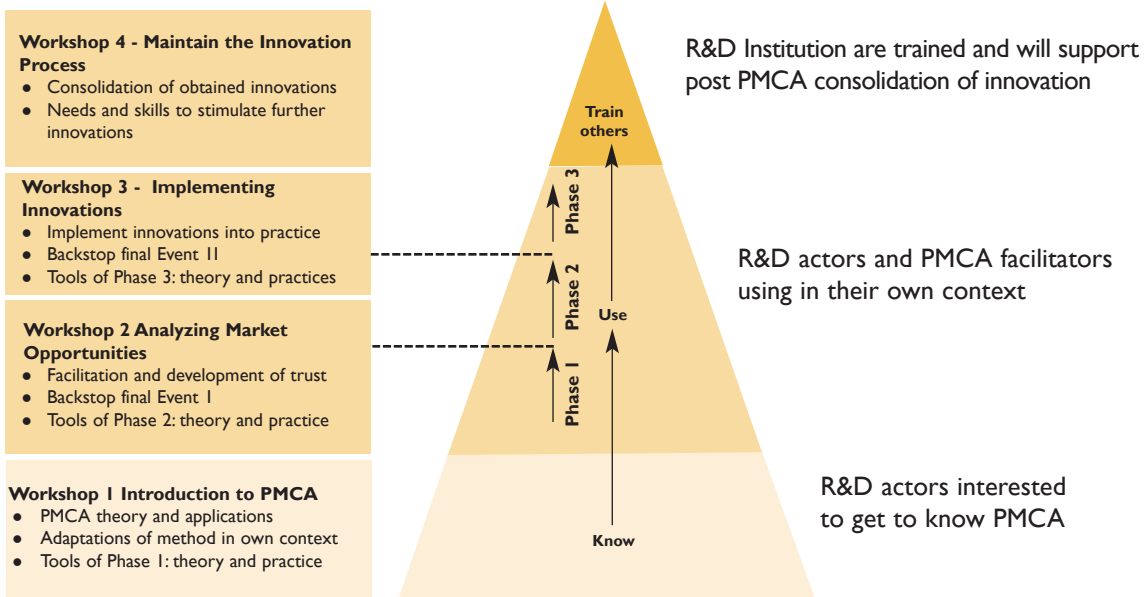 Workshop 4 - Maintain the Innovation
Process
● Consolidation of obtained innovations
● Needs and skills to stimulate further
innovations
Workshop 3 - Implementing
Innovations
● Implement innovations into practice
● Backstop final Event II
● Tools of Phase 3: theory and practices
Workshop 2 Analyzing Market
Opportunities
● Facilitation and development of trust
● Backstop final Event 1
● Tools of Phase 2: theory and practice
Workshop 1 Introduction to PMCA
● PMCA theory and applications
● Adaptations of method in own context
● Tools of Phase 1: theory and practice
Train
others
Phase 3
Phase 2
Use
Phase 1
Know
R&D Institution are trained and will support
post PMCA consolidation of innovation
R&D actors and PMCA facilitators
using in their own context
R&D actors interested
to get to know PMCA